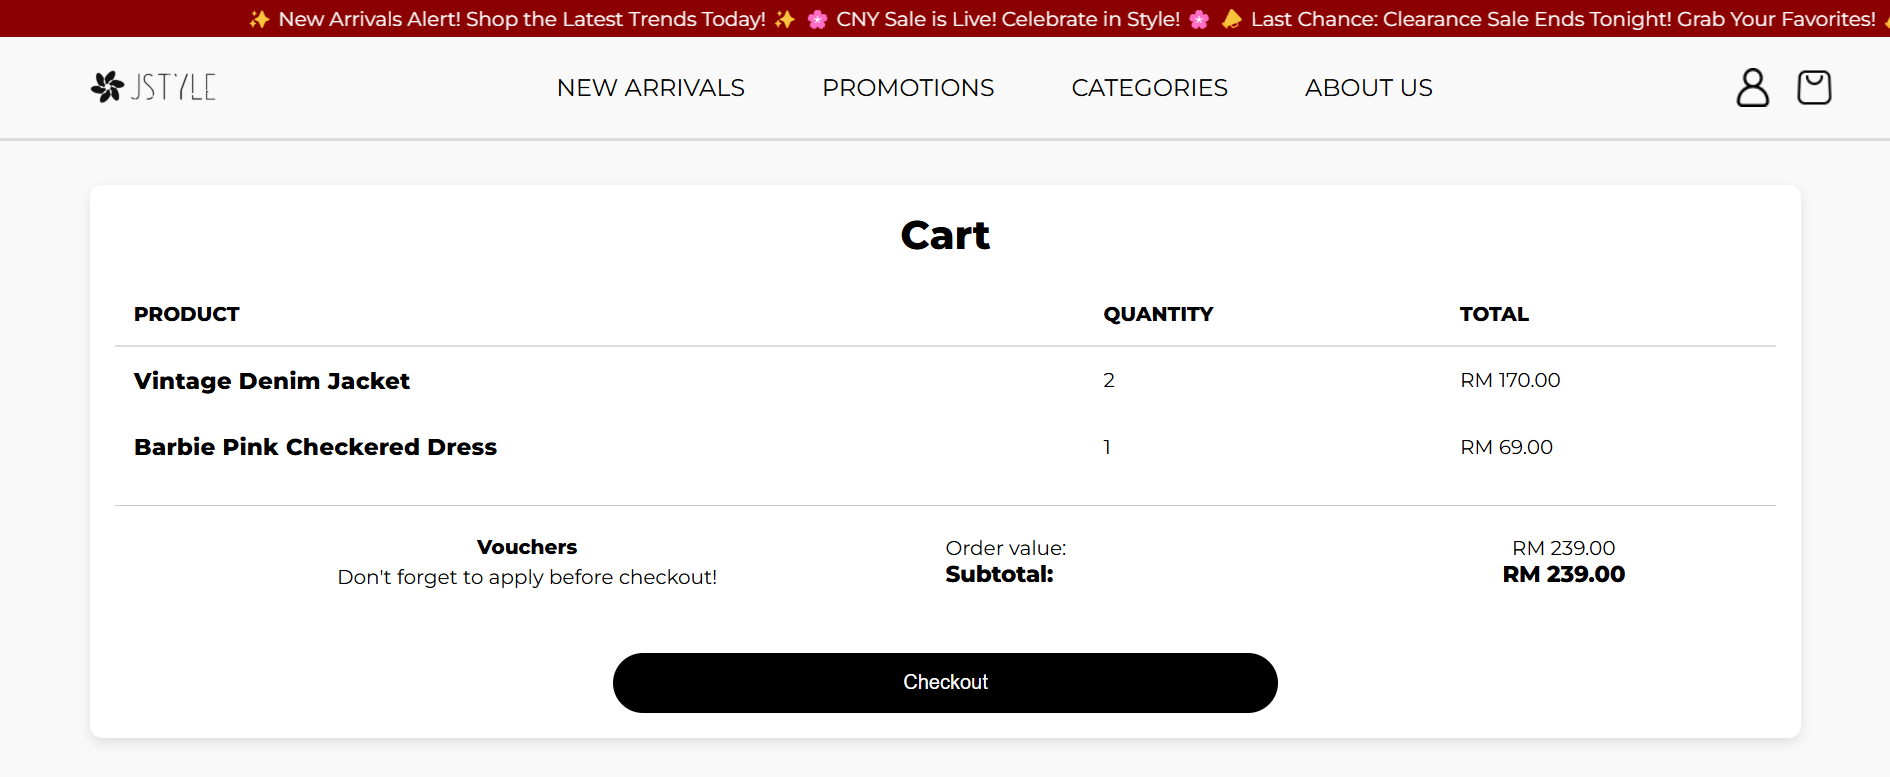 ✨ New Arrivals Alert! Shop the Latest Trends Today! ✨ 🌸 CNY Sale is Live! Celebrate in Style! 🌸 📣 Last Chance: Clearance Sale Ends Tonight! Grab Your Favorites!
JSTYLE NEW ARRIVALS PROMOTIONS CATEGORIES ABOUT US
Cart
PRODUCT QUANTITY TOTAL
Vintage Denim Jacket 2 RM 170.00
Barbie Pink Checkered Dress 1 RM 69.00
Vouchers Order value: RM 239.00
Don't forget to apply before checkout! Subtotal: RM 239.00
Checkout